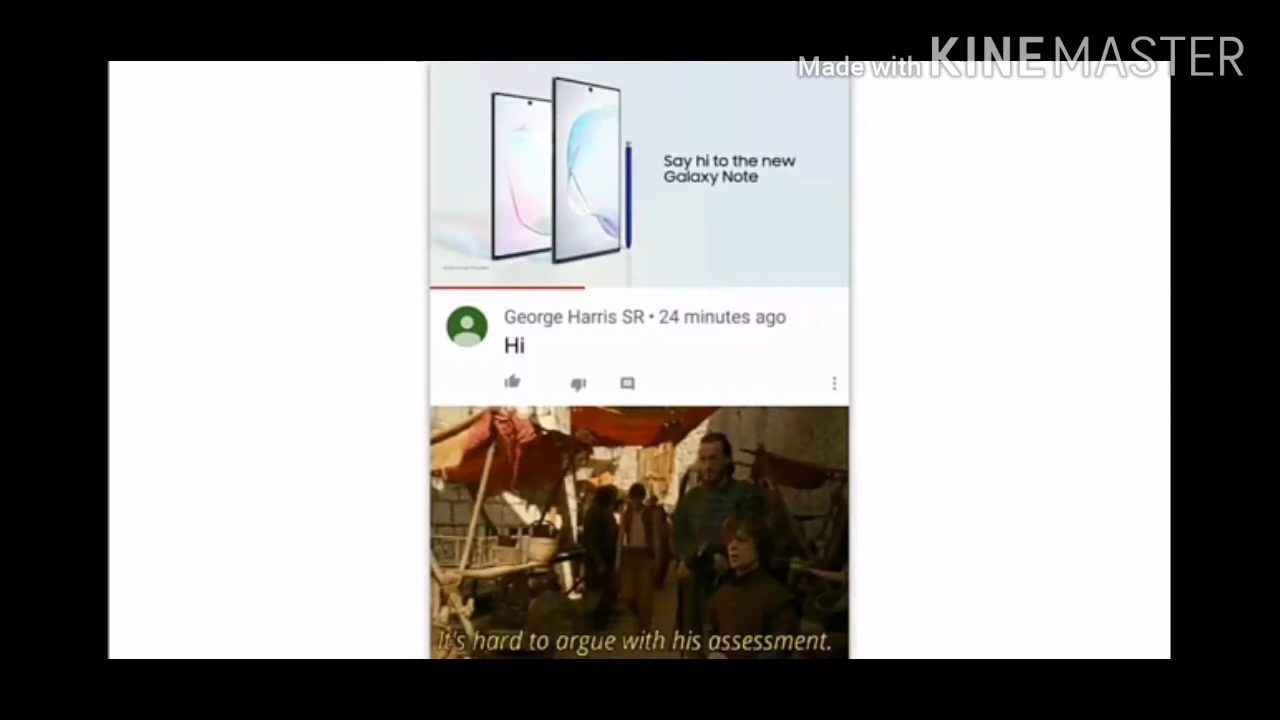 Made with KINEMASTER
Say hi to the new
Galaxy Note
George Harris SR • 24 minutes ago
Hi
It's hard to argue with his assessment.